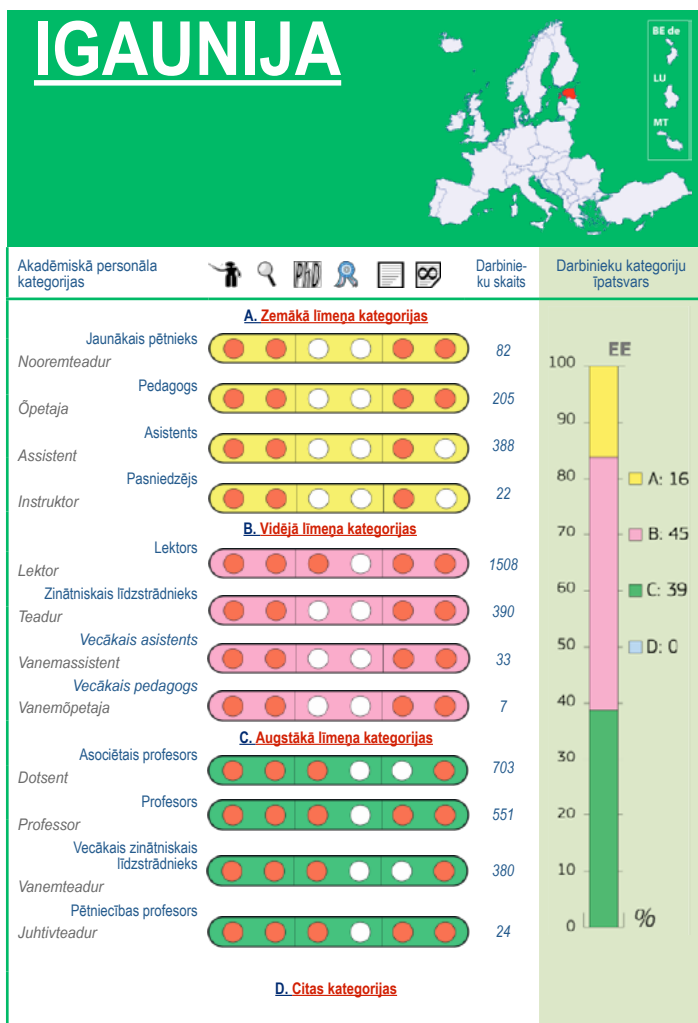 IGAUNIJA
BE de
LU
MT
Akadēmiskā personāla
kategorijas
PhD
Darbinie-
ku skaits
Darbinieku kategoriju
īpatsvars
A. Zemākā līmeņa kategorijas
Jaunākais pētnieks
Nooremteadur
82
Pedagogs
Õpetaja
205
Asistents
Assistent
388
Pasniedzējs
Instruktor
22
B. Vidējā līmeņa kategorijas
Lektors
Lektor
1508
Zinātniskais līdzstrādnieks
Teadur
390
Vecākais asistents
Vanemassistent
33
Vecākais pedagogs
Vanemõpetaja
7
C. Augstākā līmeņa kategorijas
Asociētais profesors
Dotsent
703
Profesors
Professor
551
Vecākais zinātniskais
līdzstrādnieks
Vanemteadur
380
Pētniecības profesors
Juhtivteadur
24
D. Citas kategorijas
EE
100
90
80
70
60
50
40
30
20
10
0
%
A: 16
B: 45
C: 39
D: 0